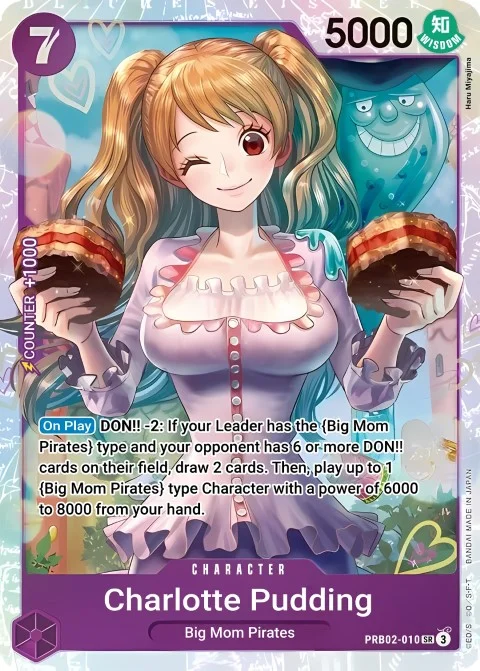 7
5000
知
WISDOM
Haru Miyajima
COUNTER +1000
On Play DON!! -2: If your Leader has the {Big Mom
Pirates} type and your opponent has 6 or more DON!!
cards on their field, draw 2 cards. Then, play up to 1
{Big Mom Pirates} type Character with a power of 6000
to 8000 from your hand.
©E.O/S. ©O./S-F-T. BANDAI MADE IN JAPAN
CHARACTER
Charlotte Pudding
Big Mom Pirates
PRB02-010 SR 3